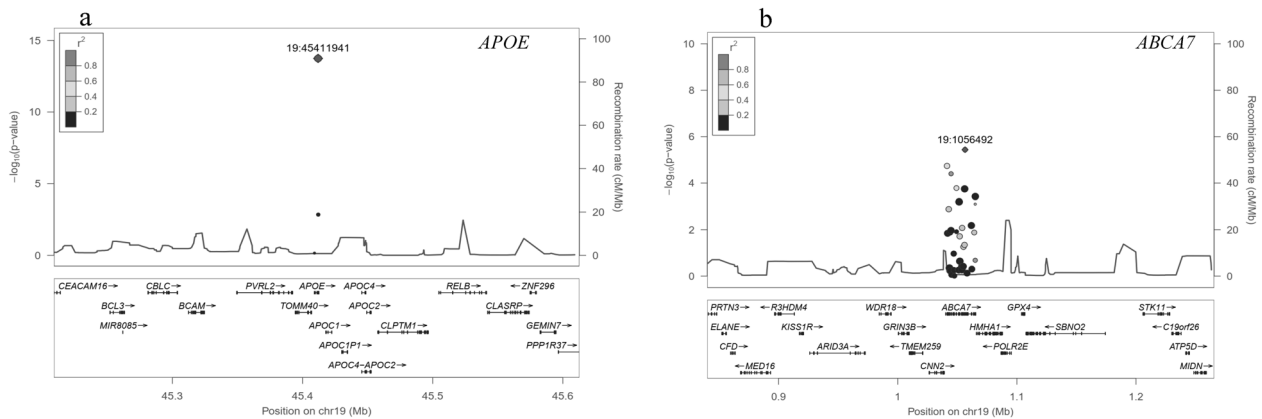 a
APOE
19:45411941
r²
0.8
0.6
0.4
0.2
15
10
5
0
−log₁₀(p−value)
100
80
60
40
20
0
Recombination rate (cM/Mb)
CEACAM16→ CBLC→ PVRL2→ APOE→ APOC4→ RELB→ ←ZNF296
BCL3→ BCAM→ TOMM40→ APOC2→ CLASRP→
MIR8085→ APOC1→ CLPTM1→ GEMIN7→
APOC1P1→ PPP1R37→
APOC4−APOC2→
45.3 45.4 45.5 45.6
Position on chr19 (Mb)
b
ABCA7
19:1056492
r²
0.8
0.6
0.4
0.2
10
8
6
4
2
0
−log₁₀(p−value)
100
80
60
40
20
0
Recombination rate (cM/Mb)
PRTN3→ ←R3HDM4 WDR18→ ABCA7→ GPX4→ STK11→
ELANE→ KISS1R→ GRIN3B→ HMHA1→ ←SBNO2 ←C19orf26
CFD→ ARID3A→ ←TMEM259 ←POLR2E ATP5D→
←MED16 CNN2→ MIDN→
0.9 1 1.1 1.2
Position on chr19 (Mb)